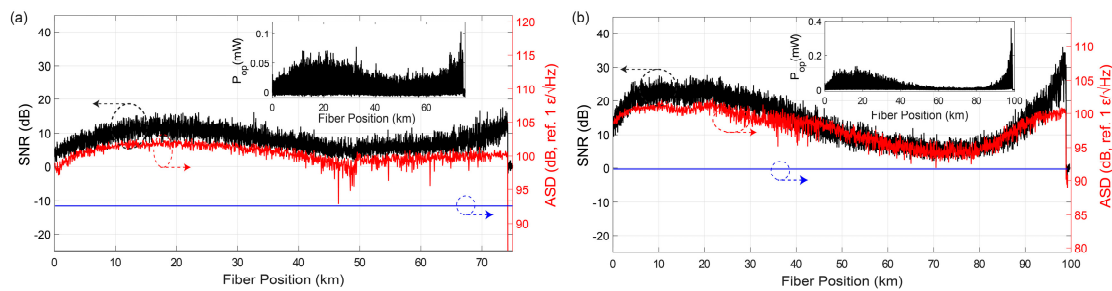 (a)
40
30
20
10
0
-10
-20
SNR (dB)
0 10 20 30 40 50 60 70
Fiber Position (km)
120
115
110
105
100
95
90
85
ASD (dB, ref. 1 ε/√Hz)
0.1
0.05
0
P_op (mW)
0 20 40 60
Fiber Position (km)
(b)
40
30
20
10
0
-10
-20
SNR (dB)
0 10 20 30 40 50 60 70 80 90 100
Fiber Position (km)
110
105
100
95
90
85
80
ASD (cB, ref. 1 ε/√Hz)
0.4
0.2
0
P_op (mW)
0 20 40 60 80 100
Fiber Position (km)